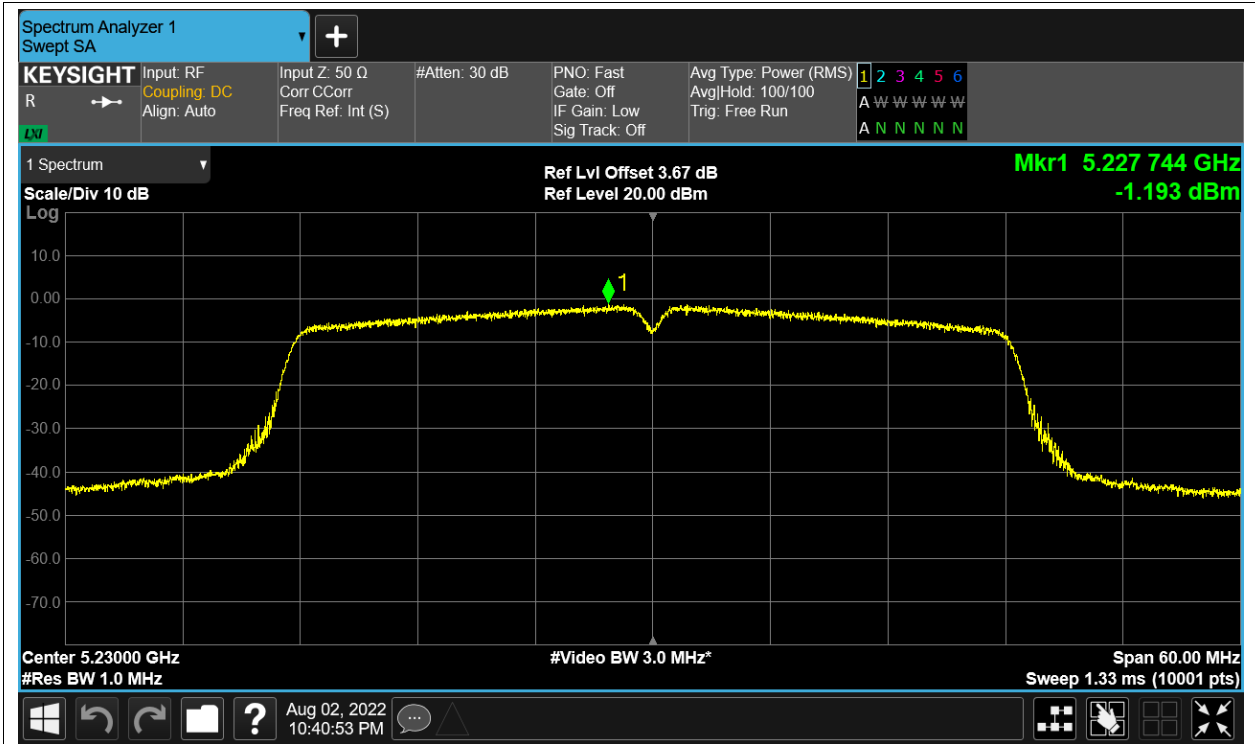 Spectrum Analyzer 1
Swept SA
+
KEYSIGHT
R
LXI
Input: RF
Coupling: DC
Align: Auto
Input Z: 50 Ω
Corr CCorr
Freq Ref: Int (S)
#Atten: 30 dB
PNO: Fast
Gate: Off
IF Gain: Low
Sig Track: Off
Avg Type: Power (RMS)
Avg|Hold: 100/100
Trig: Free Run
1 2 3 4 5 6
A W W W W W
A N N N N N
1 Spectrum
Scale/Div 10 dB
Log
Ref Lvl Offset 3.67 dB
Ref Level 20.00 dBm
Mkr1 5.227 744 GHz
-1.193 dBm
10.0
0.00
-10.0
-20.0
-30.0
-40.0
-50.0
-60.0
-70.0
1
Center 5.23000 GHz
#Res BW 1.0 MHz
#Video BW 3.0 MHz*
Span 60.00 MHz
Sweep 1.33 ms (10001 pts)
?
Aug 02, 2022
10:40:53 PM